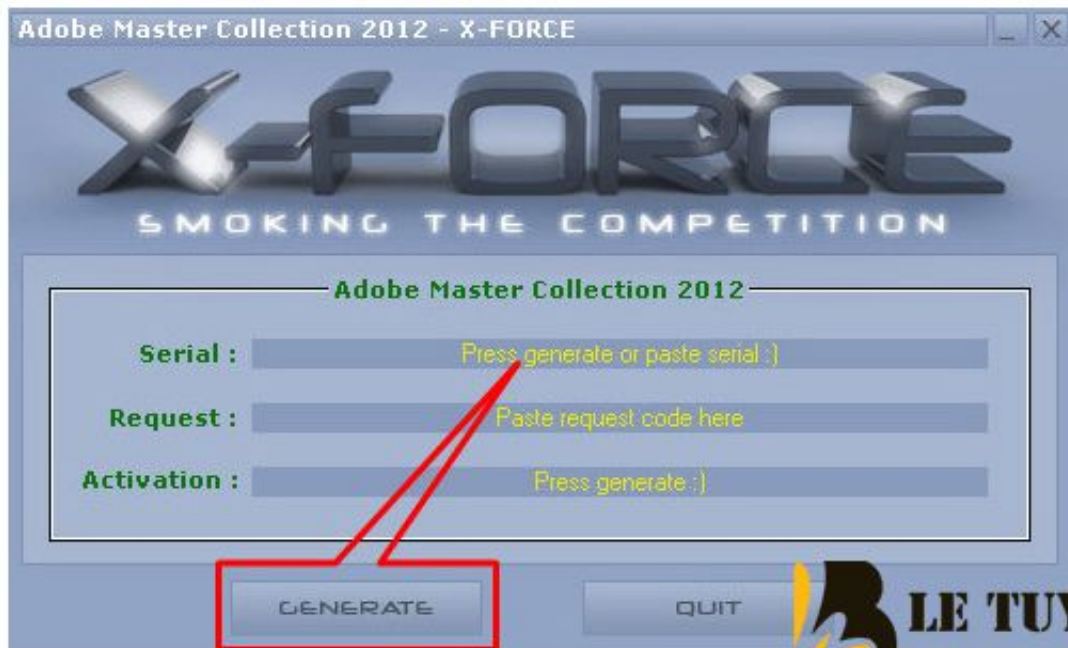 Adobe Master Collection 2012 - X-FORCE
X-FORCE
SMOKING THE COMPETITION
Adobe Master Collection 2012
Serial : Press generate or paste serial :)
Request : Paste request code here
Activation : Press generate :)
GENERATE QUIT
LE TUY